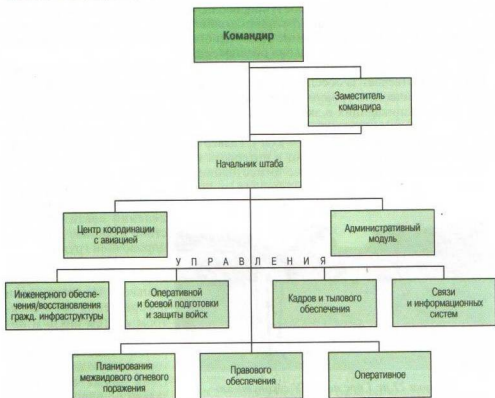 Командир
Заместитель
командира
Начальник штаба
Центр координации
с авиацией
Административный
модуль
УПРАВЛЕНИЯ
Инженерного обеспе-
чения/восстановления
гражд. инфраструктуры
Оперативной
и боевой подготовки
и защиты войск
Кадров и тылового
обеспечения
Связи
и информационных
систем
Планирования
межвидового огневого
поражения
Правового
обеспечения
Оперативное